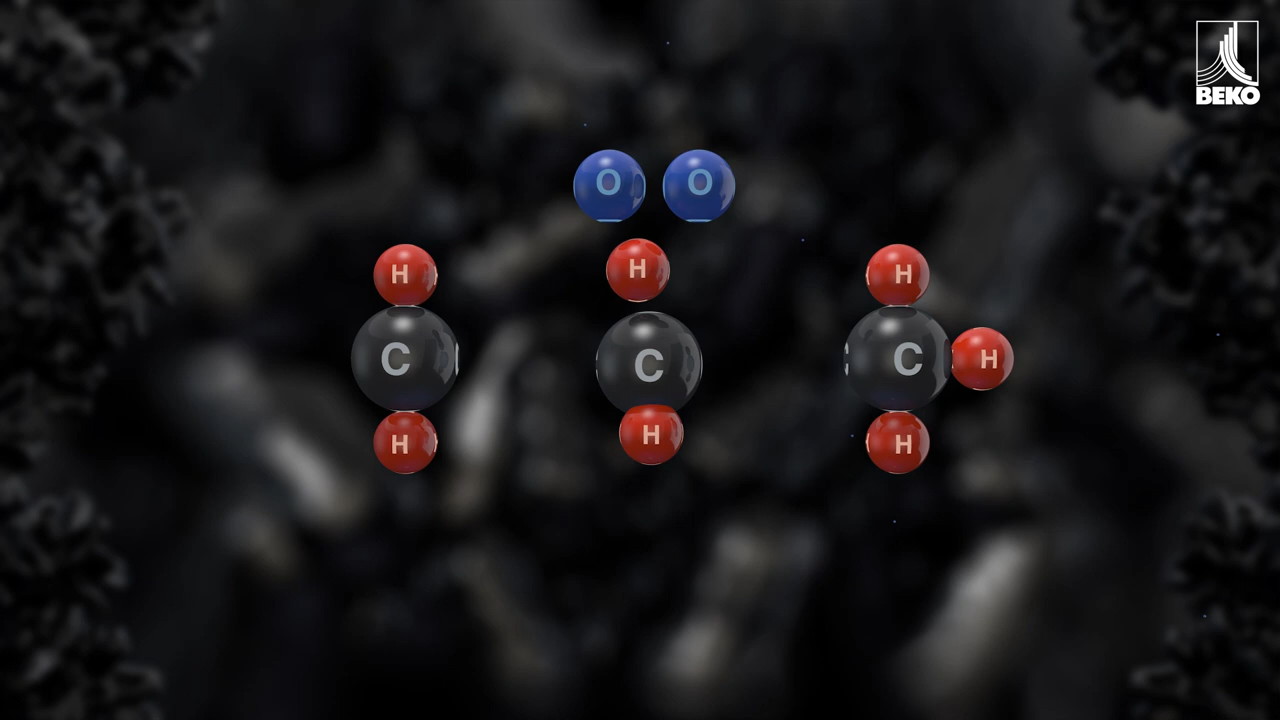 BEKO
O O
H H H
C C C H
H H H